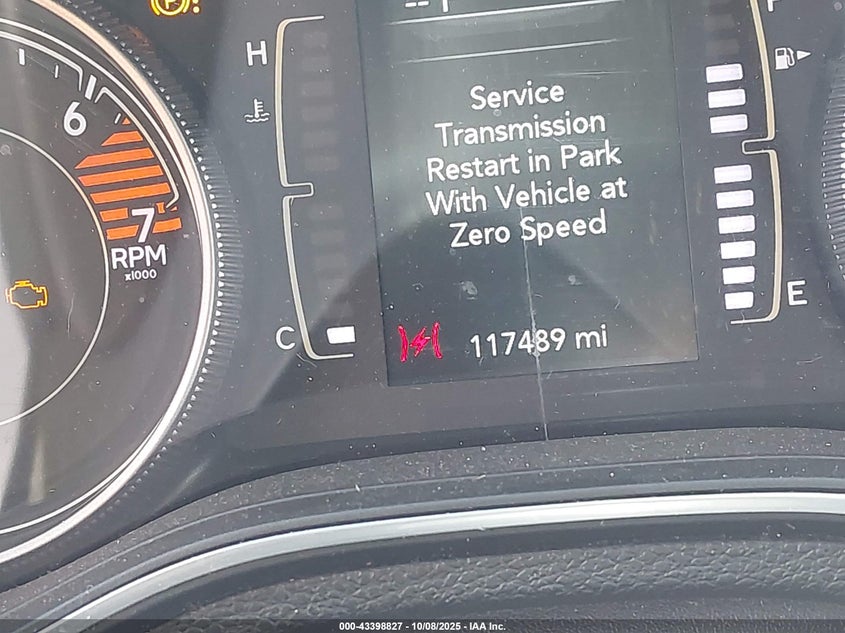 H
6
7
RPM
x1000
C
Service
Transmission
Restart in Park
With Vehicle at
Zero Speed
117489 mi
E
000-43398827 - 10/08/2025 - IAA Inc.